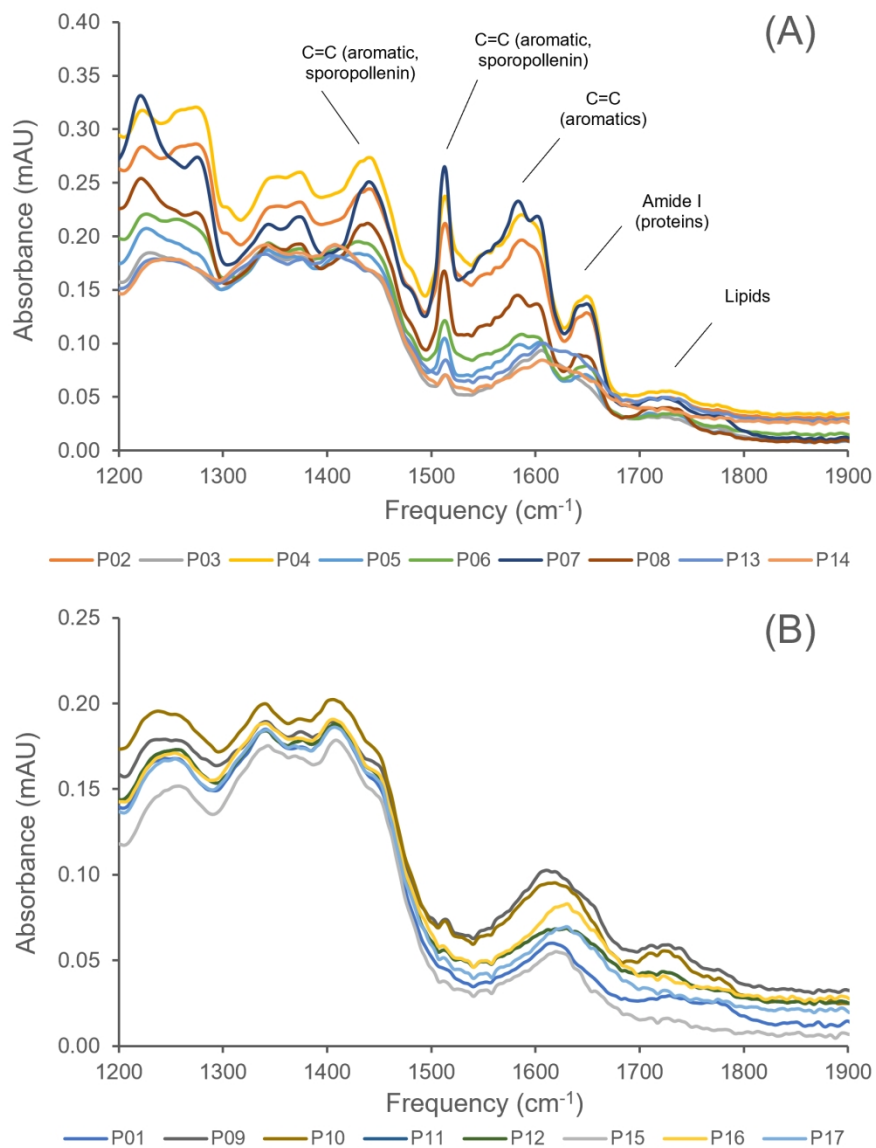 (A)
C=C (aromatic,
sporopollenin)
C=C (aromatic,
sporopollenin)
C=C
(aromatics)
Amide I
(proteins)
Lipids
Absorbance (mAU)
0.40
0.35
0.30
0.25
0.20
0.15
0.10
0.05
0.00
1200 1300 1400 1500 1600 1700 1800 1900
Frequency (cm-1)
P02 P03 P04 P05 P06 P07 P08 P13 P14
(B)
Absorbance (mAU)
0.25
0.20
0.15
0.10
0.05
0.00
1200 1300 1400 1500 1600 1700 1800 1900
Frequency (cm-1)
P01 P09 P10 P11 P12 P15 P16 P17